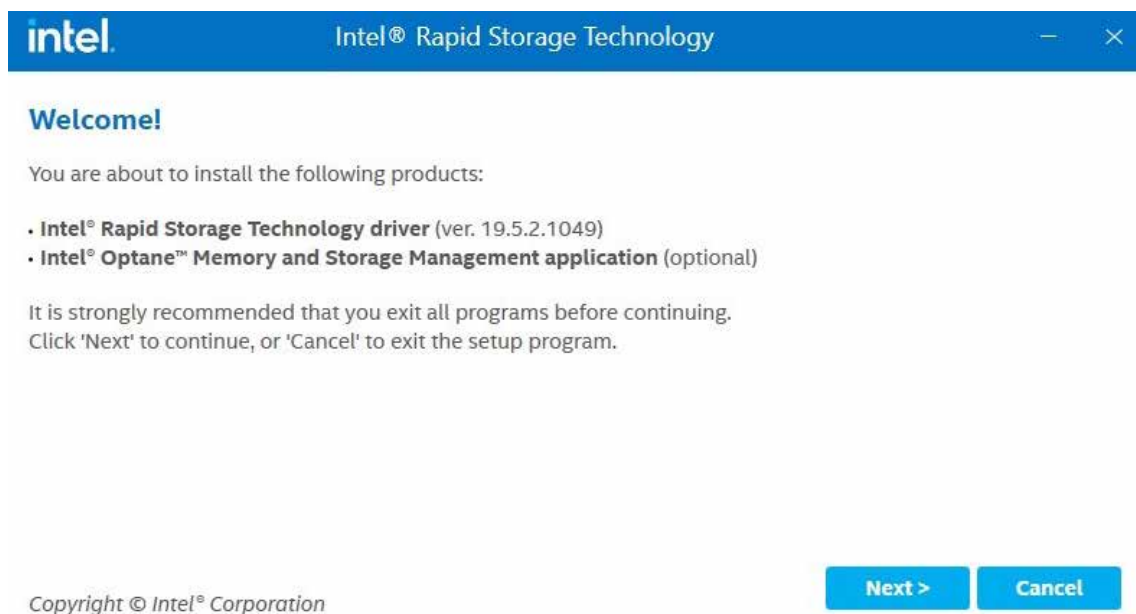 intel.
Intel® Rapid Storage Technology
Welcome!
You are about to install the following products:
• Intel® Rapid Storage Technology driver (ver. 19.5.2.1049)
• Intel® Optane™ Memory and Storage Management application (optional)
It is strongly recommended that you exit all programs before continuing.
Click 'Next' to continue, or 'Cancel' to exit the setup program.
Next >
Cancel
Copyright © Intel® Corporation